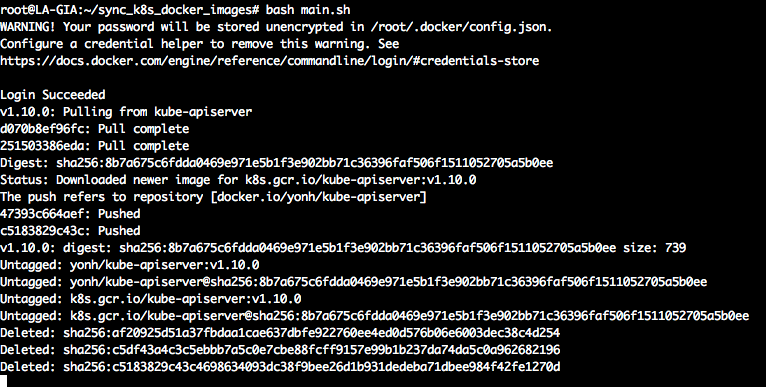 root@LA-GIA:~/sync_k8s_docker_images# bash main.sh
WARNING! Your password will be stored unencrypted in /root/.docker/config.json.
Configure a credential helper to remove this warning. See
https://docs.docker.com/engine/reference/commandline/login/#credentials-store

Login Succeeded
v1.10.0: Pulling from kube-apiserver
d070b8ef96fc: Pull complete
251503386eda: Pull complete
Digest: sha256:8b7a675c6fdda0469e971e5b1f3e902bb71c36396faf506f1511052705a5b0ee
Status: Downloaded newer image for k8s.gcr.io/kube-apiserver:v1.10.0
The push refers to repository [docker.io/yonh/kube-apiserver]
47393c664aef: Pushed
c5183829c43c: Pushed
v1.10.0: digest: sha256:8b7a675c6fdda0469e971e5b1f3e902bb71c36396faf506f1511052705a5b0ee size: 739
Untagged: yonh/kube-apiserver:v1.10.0
Untagged: yonh/kube-apiserver@sha256:8b7a675c6fdda0469e971e5b1f3e902bb71c36396faf506f1511052705a5b0ee
Untagged: k8s.gcr.io/kube-apiserver:v1.10.0
Untagged: k8s.gcr.io/kube-apiserver@sha256:8b7a675c6fdda0469e971e5b1f3e902bb71c36396faf506f1511052705a5b0ee
Deleted: sha256:af20925d51a37fbdaa1cae637dbfe922760ee4ed0d576b06e6003dec38c4d254
Deleted: sha256:c5df43a4c3c5ebbb7a5c0e7cbe88fcff9157e99b1b237da74da5c0a962682196
Deleted: sha256:c5183829c43c4698634093dc38f9bee26d1b931dedeba71dbee984f42fe1270d